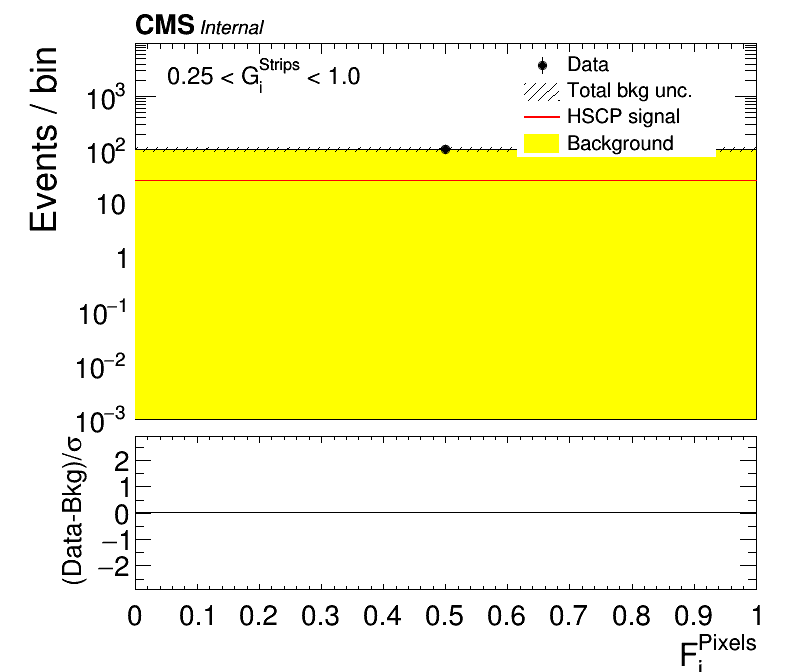 CMS Internal
Events / bin
0.25 < G_i^Strips < 1.0
Data
Total bkg unc.
HSCP signal
Background
10^3
10^2
10
1
10^−1
10^−2
10^−3
(Data-Bkg)/σ
2
1
0
−1
−2
0 0.1 0.2 0.3 0.4 0.5 0.6 0.7 0.8 0.9 1
F_i^Pixels